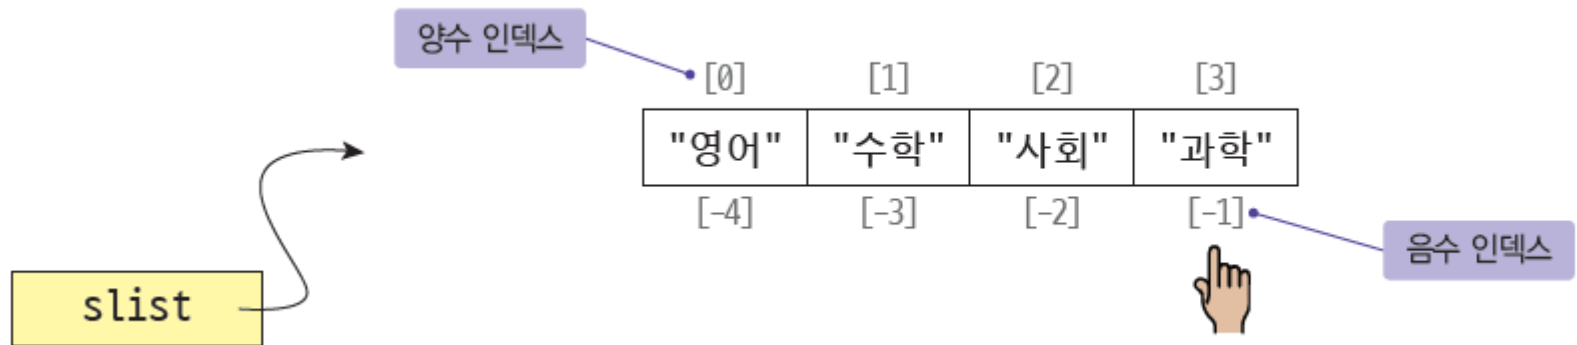 양수 인덱스
[0] [1] [2] [3]
"영어" "수학" "사회" "과학"
[-4] [-3] [-2] [-1]
음수 인덱스
slist